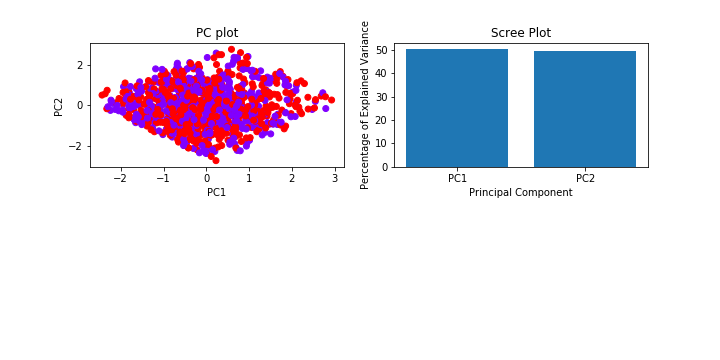 PC plot
PC2
2
0
−2
−2
−1
0
1
2
3
PC1
Scree Plot
Percentage of Explained Variance
50
40
30
20
10
0
PC1
PC2
Principal Component